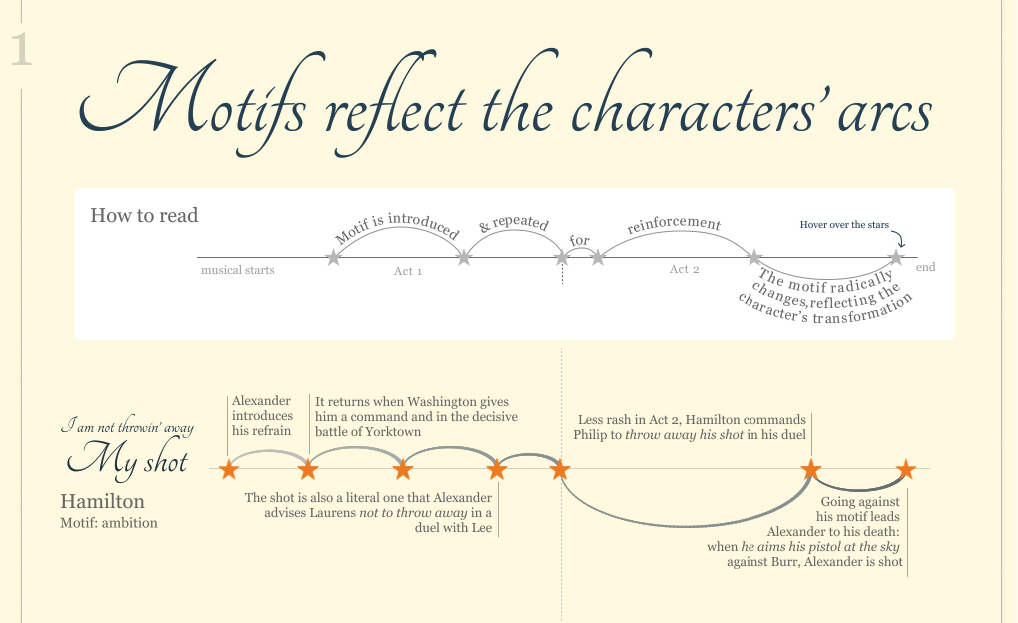 1
Motifs reflect the characters' arcs
How to read
Motif is introduced
& repeated
for
reinforcement
Hover over the stars
musical starts
Act 1
Act 2
end
The motif radically
changes, reflecting the
character's transformation
Alexander
introduces
his refrain
It returns when Washington gives
him a command and in the decisive
battle of Yorktown
Less rash in Act 2, Hamilton commands
Philip to throw away his shot in his duel
I am not throwin' away
My shot
Hamilton
Motif: ambition
The shot is also a literal one that Alexander
advises Laurens not to throw away in a
duel with Lee
Going against
his motif leads
Alexander to his death:
when he aims his pistol at the sky
against Burr, Alexander is shot